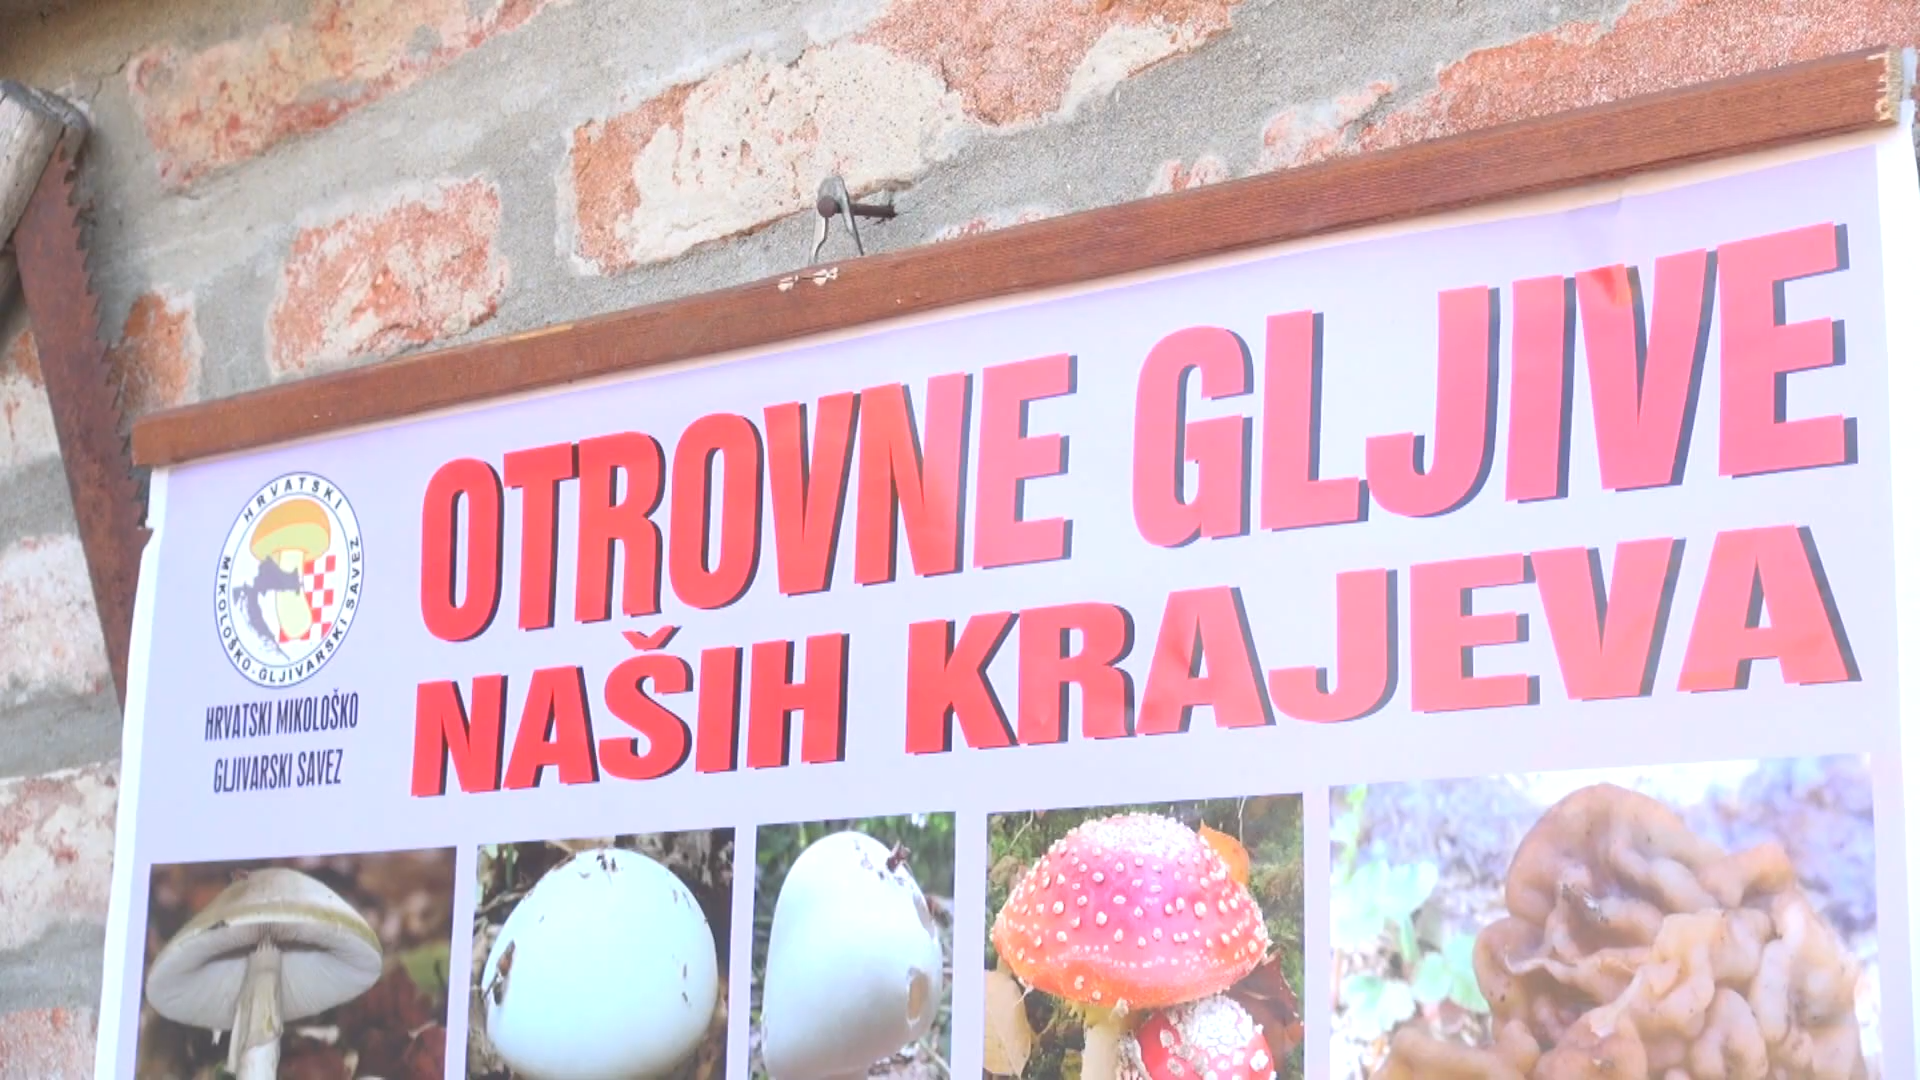 OTROVNE GLJIVE
NAŠIH KRAJEVA
HRVATSKI
MIKOLOŠKO-GLJIVARSKI SAVEZ
HRVATSKI MIKOLOŠKO
GLJIVARSKI SAVEZ